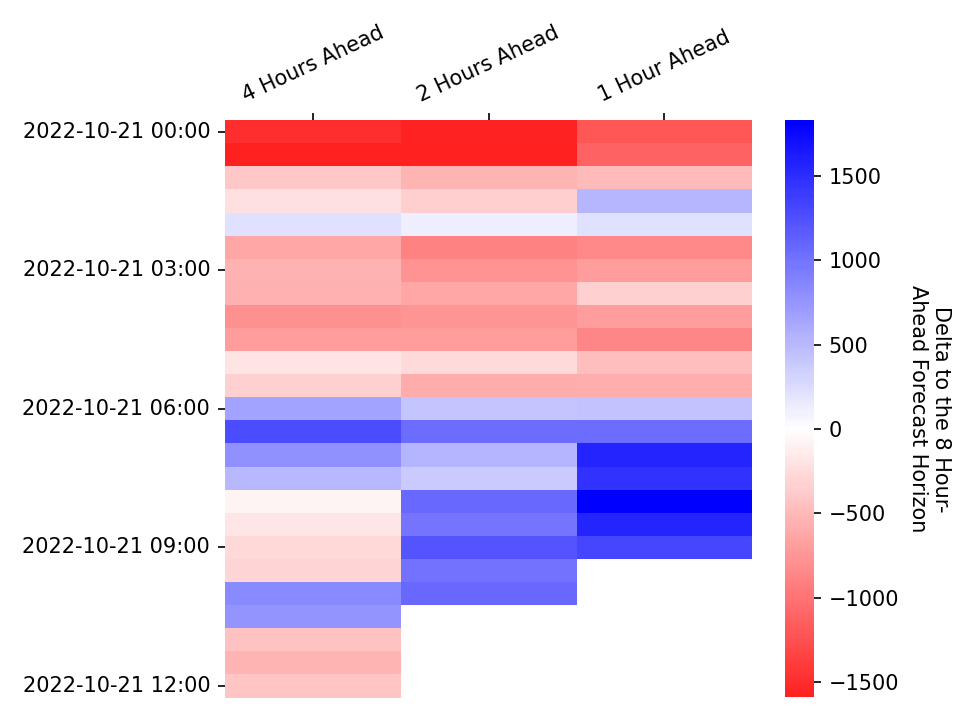 4 Hours Ahead
2 Hours Ahead
1 Hour Ahead
2022-10-21 00:00
2022-10-21 03:00
2022-10-21 06:00
2022-10-21 09:00
2022-10-21 12:00
1500
1000
500
0
−500
−1000
−1500
Delta to the 8 Hour-
Ahead Forecast Horizon